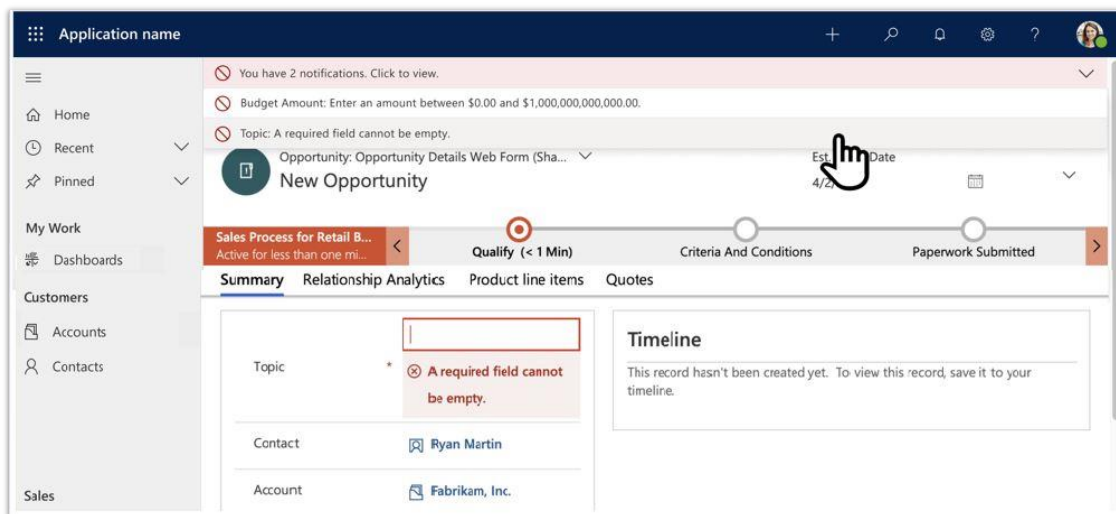 Application name
You have 2 notifications. Click to view.
Budget Amount: Enter an amount between $0.00 and $1,000,000,000,000.00.
Topic: A required field cannot be empty.
Home
Recent
Pinned
My Work
Dashboards
Customers
Accounts
Contacts
Sales
Opportunity: Opportunity Details Web Form (Sha...
New Opportunity
Est. Date
4/2/
Sales Process for Retail B...
Active for less than one mi...
Qualify (< 1 Min)
Criteria And Conditions
Paperwork Submitted
Summary Relationship Analytics Product line items Quotes
Topic *
A required field cannot
be empty.
Contact Ryan Martin
Account Fabrikam, Inc.
Timeline
This record hasn't been created yet. To view this record, save it to your
timeline.